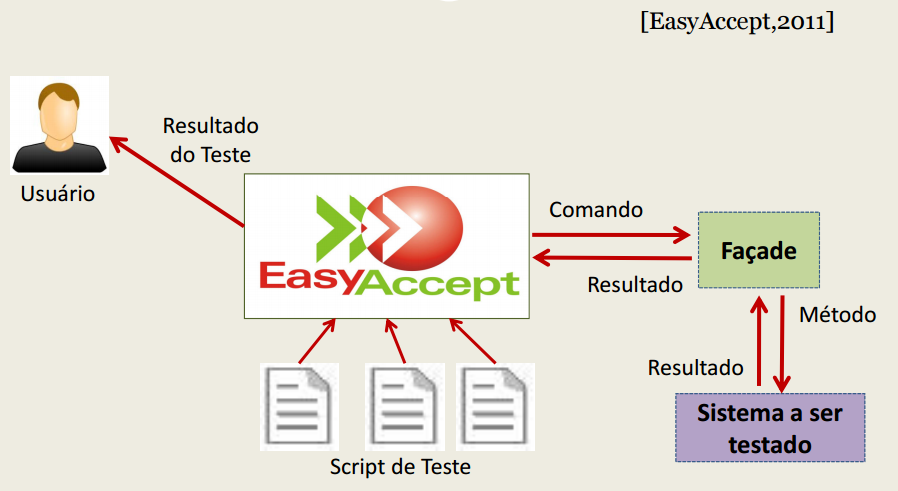 [EasyAccept,2011]
Resultado
do Teste
Usuário
EasyAccept
Comando
Resultado
Façade
Método
Resultado
Sistema a ser
testado
Script de Teste